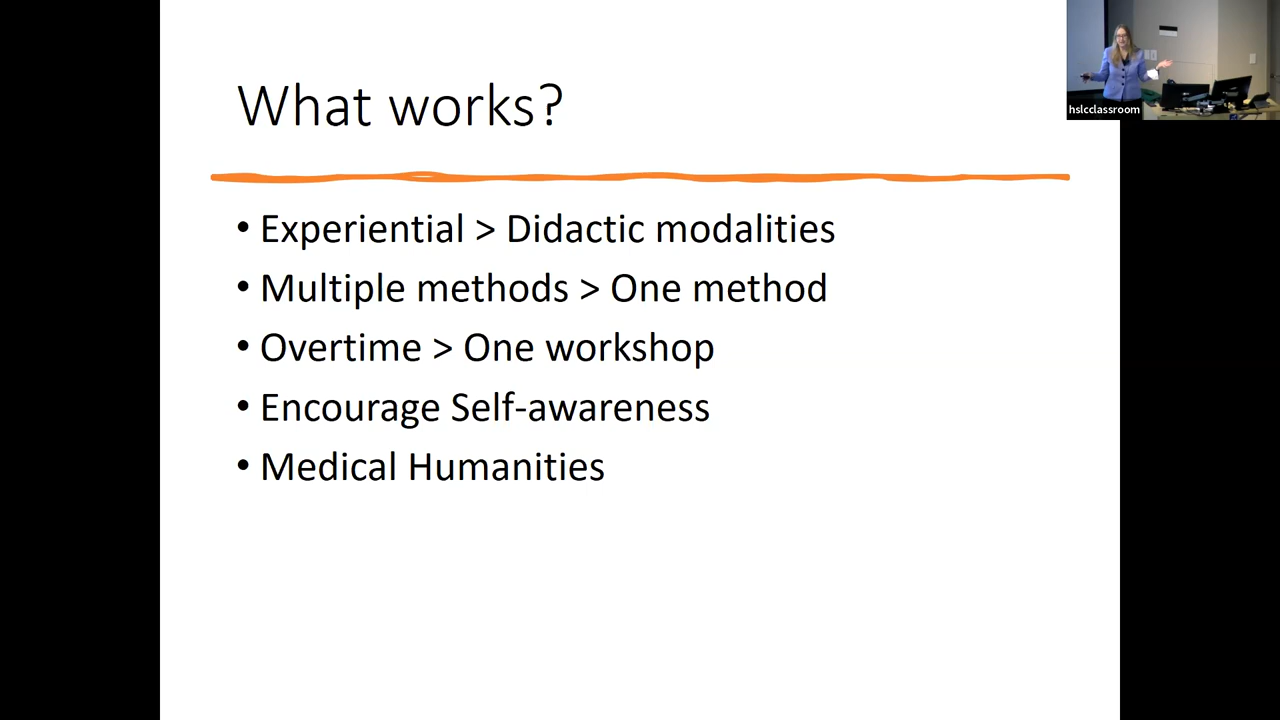 What works?
hslcclassroom
• Experiential > Didactic modalities
• Multiple methods > One method
• Overtime > One workshop
• Encourage Self-awareness
• Medical Humanities